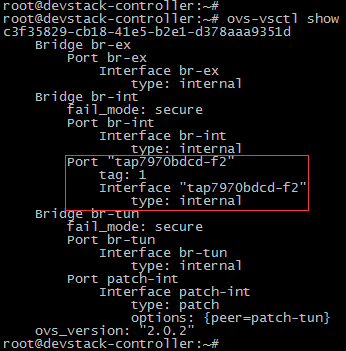 root@devstack-controller:~#
root@devstack-controller:~# ovs-vsctl show
c3f35829-cb18-41e5-b2e1-d378aaa9351d
    Bridge br-ex
        Port br-ex
            Interface br-ex
                type: internal
    Bridge br-int
        fail_mode: secure
        Port br-int
            Interface br-int
                type: internal
        Port "tap7970bdcd-f2"
            tag: 1
            Interface "tap7970bdcd-f2"
                type: internal
    Bridge br-tun
        fail_mode: secure
        Port br-tun
            Interface br-tun
                type: internal
        Port patch-int
            Interface patch-int
                type: patch
                options: {peer=patch-tun}
    ovs_version: "2.0.2"
root@devstack-controller:~#